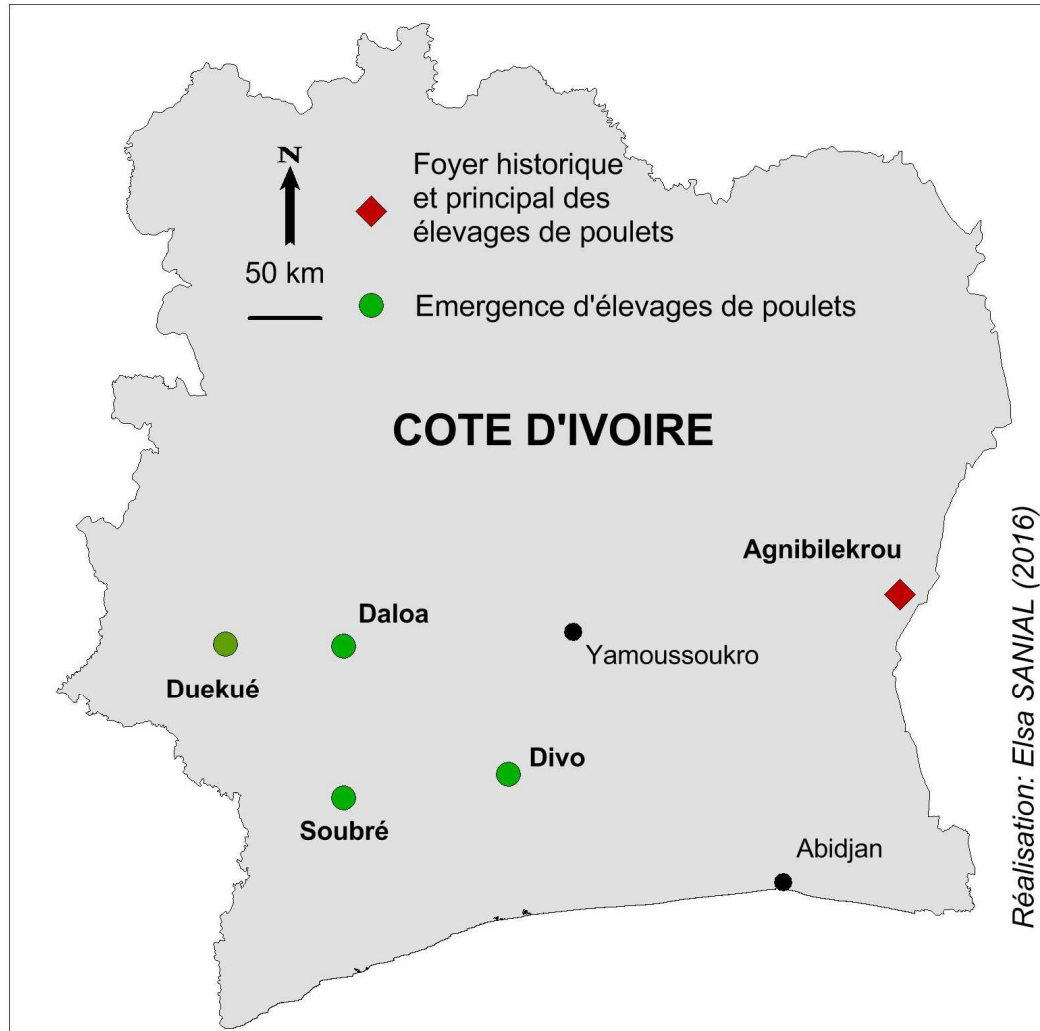 N
50 km
Foyer historique
et principal des
élevages de poulets
Emergence d'élevages de poulets
COTE D'IVOIRE
Agnibilekrou
Daloa
Yamoussoukro
Duekué
Divo
Soubré
Abidjan
Réalisation: Elsa SANIAL (2016)